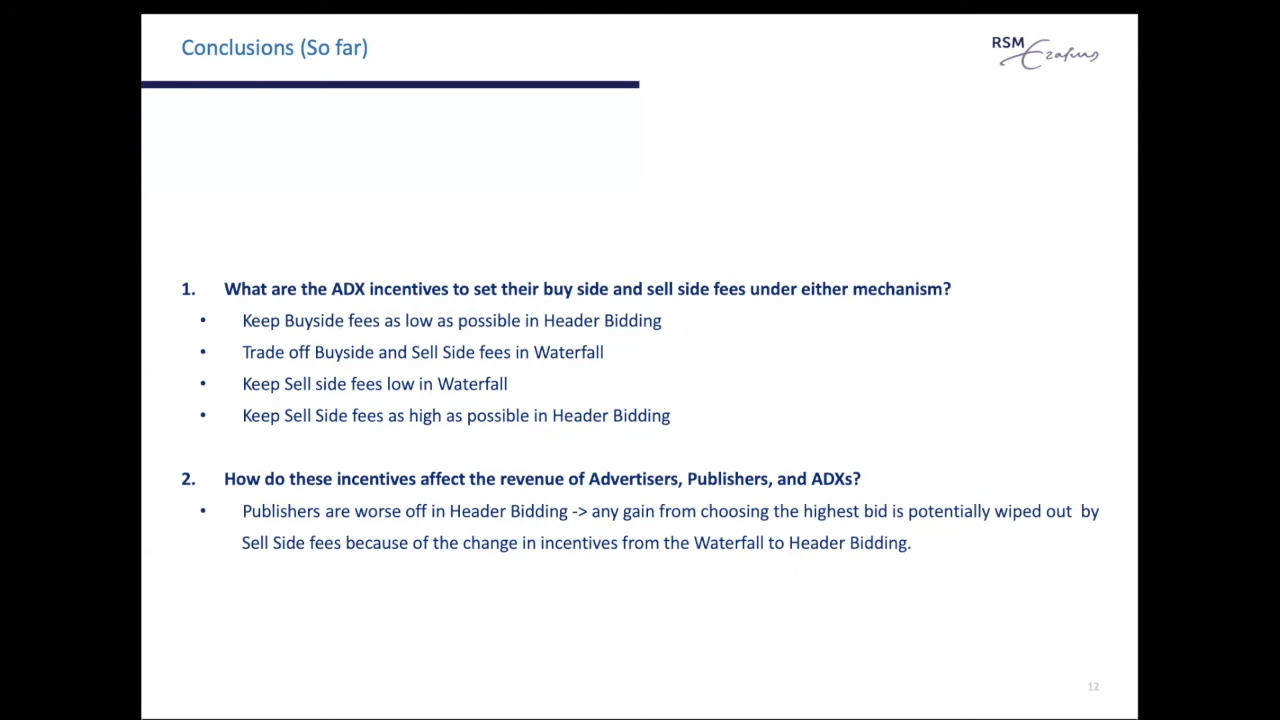 Conclusions (So far)
RSM
Erasmus
1. What are the ADX incentives to set their buy side and sell side fees under either mechanism?
• Keep Buyside fees as low as possible in Header Bidding
• Trade off Buyside and Sell Side fees in Waterfall
• Keep Sell side fees low in Waterfall
• Keep Sell Side fees as high as possible in Header Bidding
2. How do these incentives affect the revenue of Advertisers, Publishers, and ADXs?
• Publishers are worse off in Header Bidding -> any gain from choosing the highest bid is potentially wiped out by
Sell Side fees because of the change in incentives from the Waterfall to Header Bidding.
12